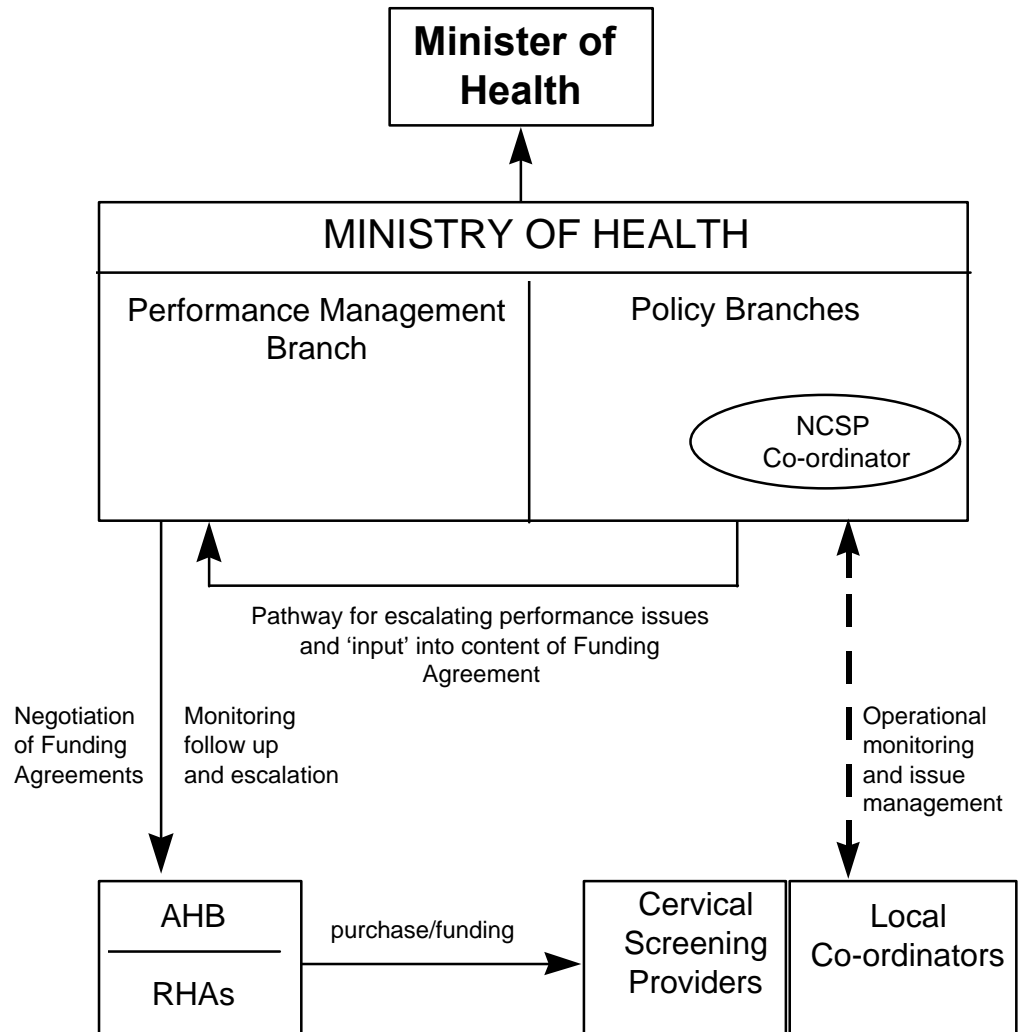 Minister of
Health
MINISTRY OF HEALTH
Performance Management
Branch
Policy Branches
NCSP
Co-ordinator
Pathway for escalating performance issues
and ‘input’ into content of Funding
Agreement
Negotiation
of Funding
Agreements
Monitoring
follow up
and escalation
Operational
monitoring
and issue
management
AHB
RHAs
purchase/funding
Cervical
Screening
Providers
Local
Co-ordinators